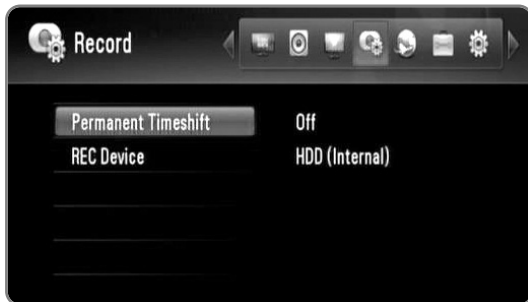 Record
Permanent Timeshift Off
REC Device HDD (Internal)